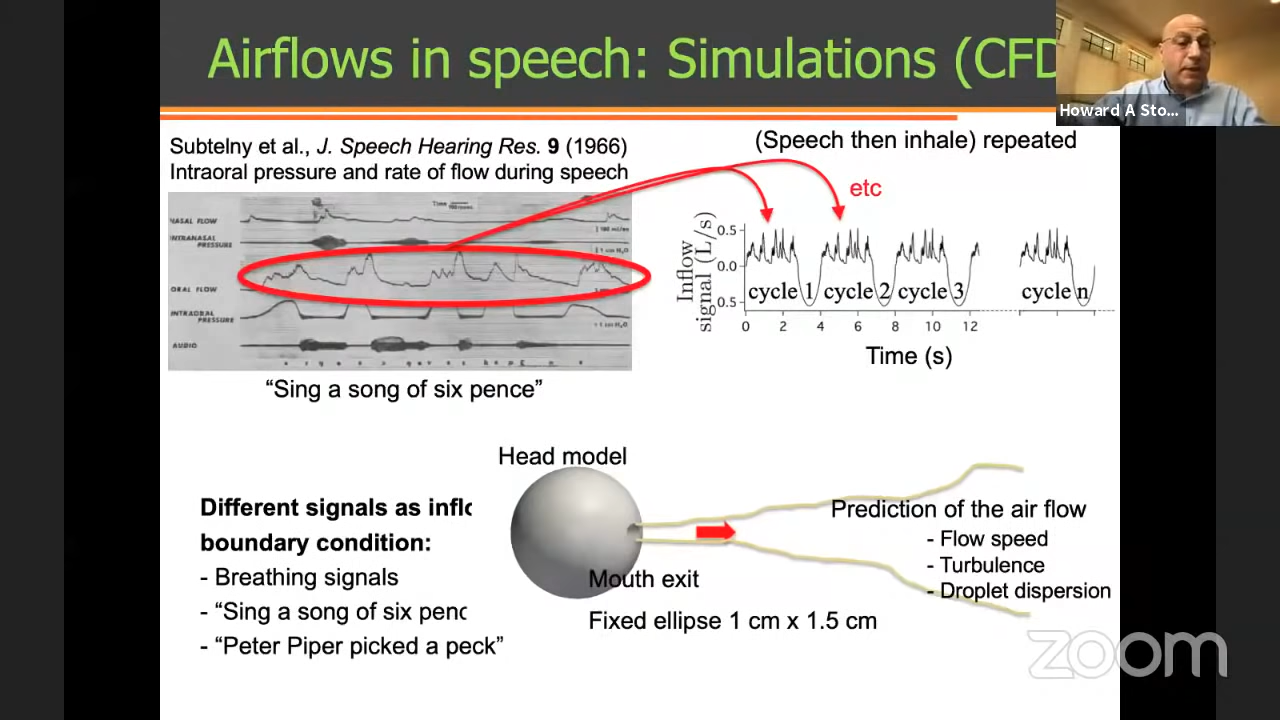 Airflows in speech: Simulations (CFD
Howard A Sto...
Subtelny et al., J. Speech Hearing Res. 9 (1966)
Intraoral pressure and rate of flow during speech
(Speech then inhale) repeated
etc
NASAL FLOW
INTRANASAL
PRESSURE
ORAL FLOW
INTRAORAL
PRESSURE
AUDIO
Time
"Sing a song of six pence"
Inflow
signal (L/s)
0.5
0.0
0.5
cycle 1
cycle 2
cycle 3
cycle n
0 2 4 6 8 10 12
Time (s)
Head model
Different signals as inflo
boundary condition:
- Breathing signals
- "Sing a song of six penc
- "Peter Piper picked a peck"
Mouth exit
Fixed ellipse 1 cm x 1.5 cm
Prediction of the air flow
- Flow speed
- Turbulence
- Droplet dispersion
zoom